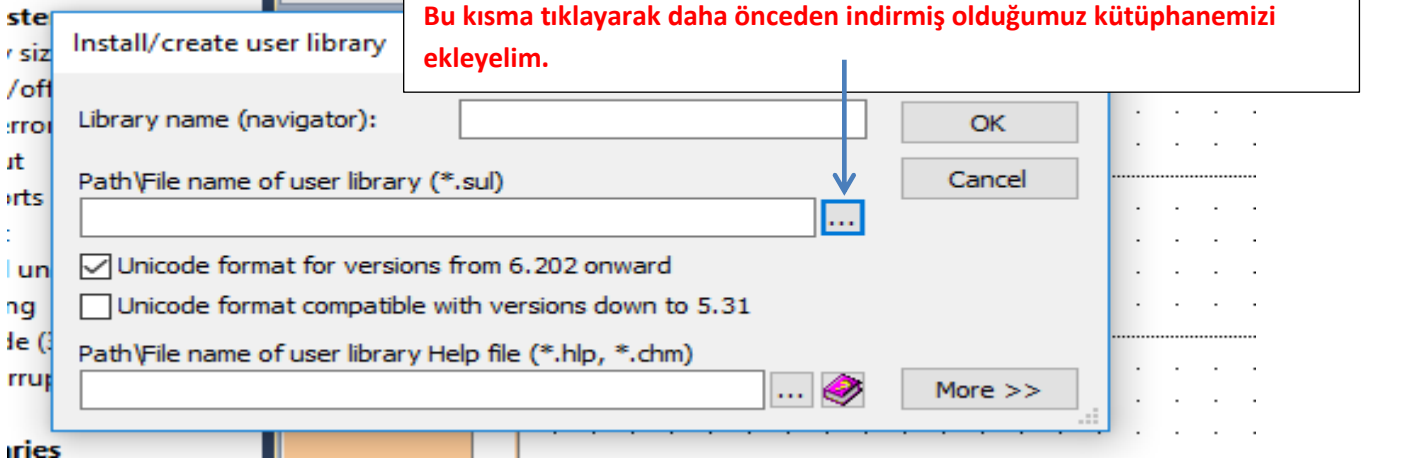 Bu kısma tıklayarak daha önceden indirmiş olduğumuz kütüphanemizi
ekleyelim.
Install/create user library
Library name (navigator):
OK
Path\File name of user library (*.sul)
Cancel
...
Unicode format for versions from 6.202 onward
Unicode format compatible with versions down to 5.31
Path\File name of user library Help file (*.hlp, *.chm)
...
More >>